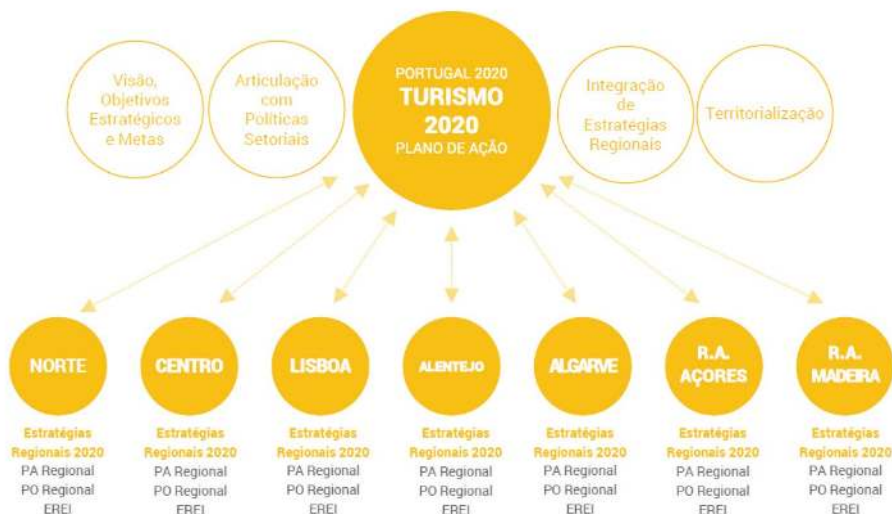 Visão,
Objetivos
Estratégicos
e Metas
Articulação
com
Políticas
Setoriais
PORTUGAL 2020
TURISMO
2020
PLANO DE AÇÃO
Integração
de
Estratégias
Regionais
Territorialização
NORTE
CENTRO
LISBOA
ALENTEJO
ALGARVE
R.A.
AÇORES
R.A.
MADEIRA
Estratégias
Regionais 2020
PA Regional
PO Regional
EREI
Estratégias
Regionais 2020
PA Regional
PO Regional
EREI
Estratégias
Regionais 2020
PA Regional
PO Regional
EREI
Estratégias
Regionais 2020
PA Regional
PO Regional
EREI
Estratégias
Regionais 2020
PA Regional
PO Regional
EREI
Estratégias
Regionais 2020
PA Regional
PO Regional
EREI
Estratégias
Regionais 2020
PA Regional
PO Regional
EREI